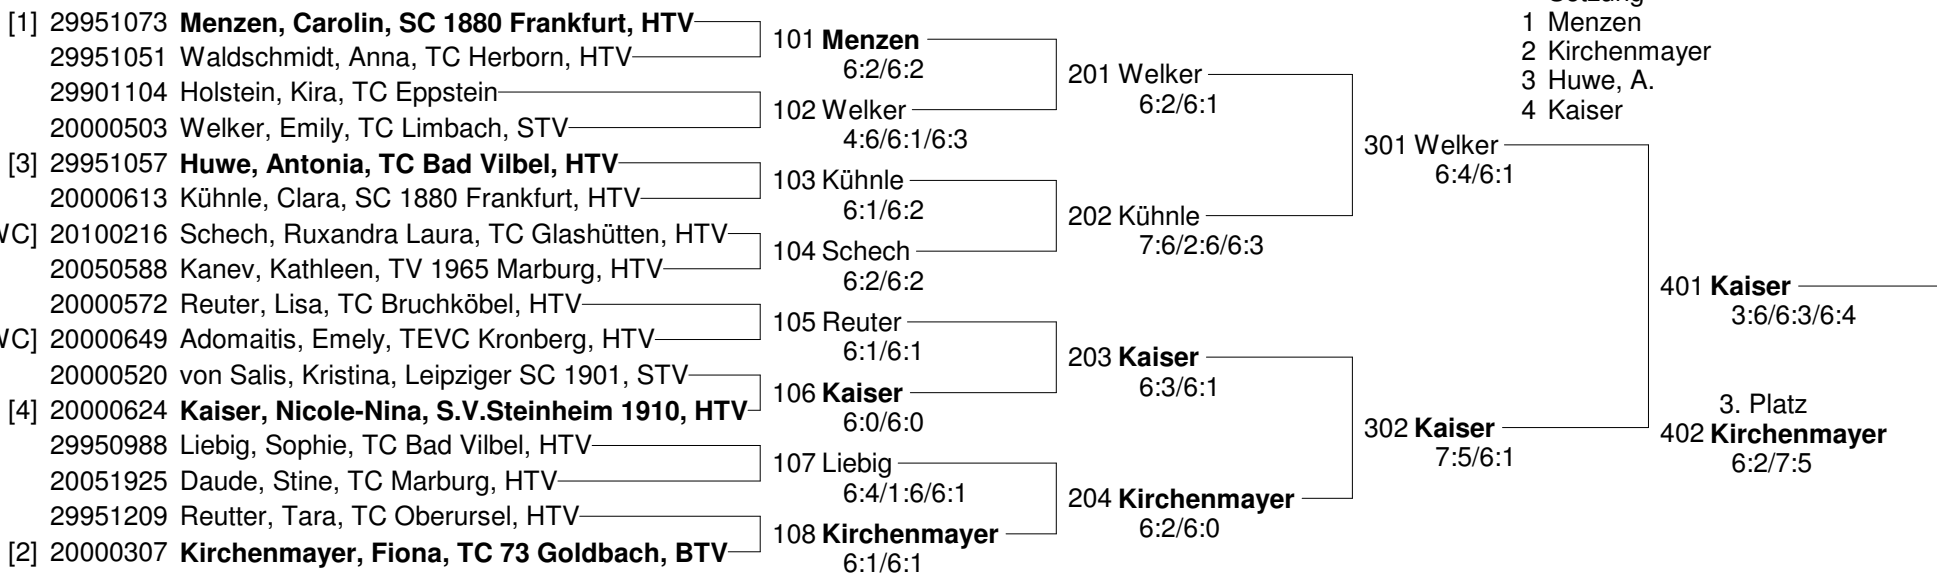 [1] 29951073 Menzen, Carolin, SC 1880 Frankfurt, HTV
29951051 Waldschmidt, Anna, TC Herborn, HTV
29901104 Holstein, Kira, TC Eppstein
20000503 Welker, Emily, TC Limbach, STV
[3] 29951057 Huwe, Antonia, TC Bad Vilbel, HTV
20000613 Kühnle, Clara, SC 1880 Frankfurt, HTV
20100216 Schech, Ruxandra Laura, TC Glashütten, HTV
20050588 Kanev, Kathleen, TV 1965 Marburg, HTV
20000572 Reuter, Lisa, TC Bruchköbel, HTV
20000649 Adomaitis, Emely, TEVC Kronberg, HTV
20000520 von Salis, Kristina, Leipziger SC 1901, STV
[4] 20000624 Kaiser, Nicole-Nina, S.V.Steinheim 1910, HTV
29950988 Liebig, Sophie, TC Bad Vilbel, HTV
20051925 Daude, Stine, TC Marburg, HTV
29951209 Reutter, Tara, TC Oberursel, HTV
[2] 20000307 Kirchenmayer, Fiona, TC 73 Goldbach, BTV
101 Menzen
6:2/6:2
102 Welker
4:6/6:1/6:3
103 Kühnle
6:1/6:2
104 Schech
6:2/6:2
105 Reuter
6:1/6:1
106 Kaiser
6:0/6:0
107 Liebig
6:4/1:6/6:1
108 Kirchenmayer
6:1/6:1
201 Welker
6:2/6:1
202 Kühnle
7:6/2:6/6:3
203 Kaiser
6:3/6:1
204 Kirchenmayer
6:2/6:0
301 Welker
6:4/6:1
302 Kaiser
7:5/6:1
401 Kaiser
3:6/6:3/6:4
3. Platz
402 Kirchenmayer
6:2/7:5
1 Menzen
2 Kirchenmayer
3 Huwe, A.
4 Kaiser